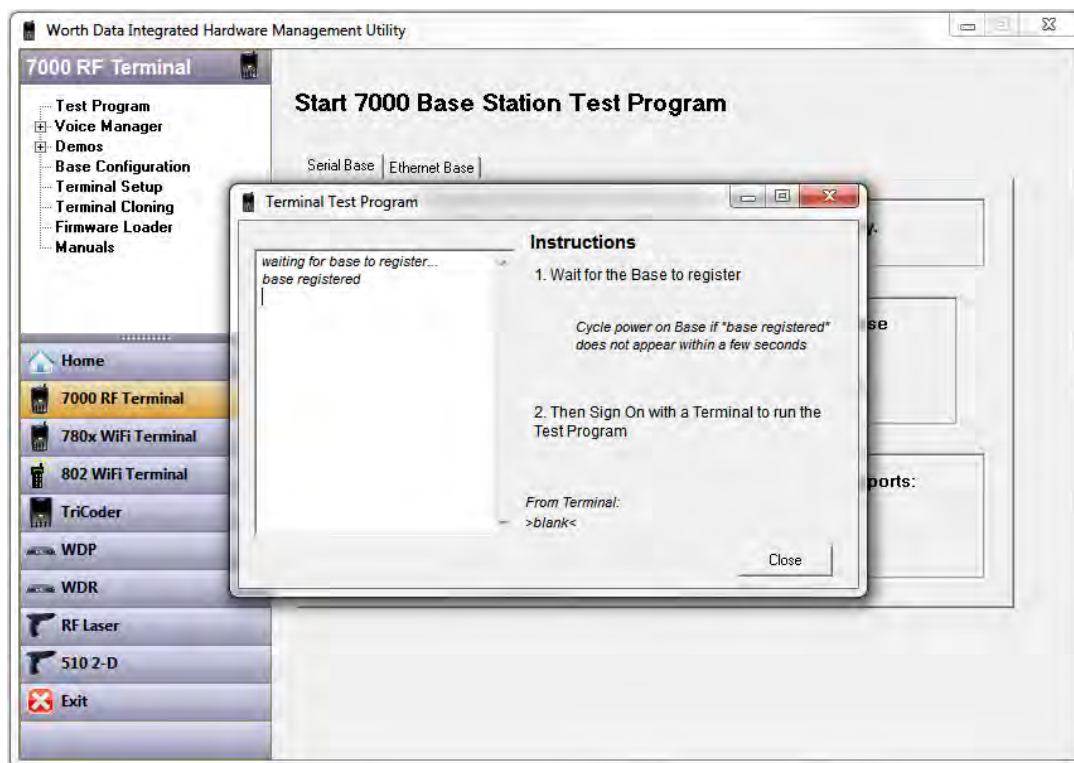 Worth Data Integrated Hardware Management Utility
7000 RF Terminal
Test Program
Voice Manager
Demos
Base Configuration
Terminal Setup
Terminal Cloning
Firmware Loader
Manuals
Home
7000 RF Terminal
780x WiFi Terminal
802 WiFi Terminal
TriCoder
WDP
WDR
RF Laser
510 2-D
Exit
Start 7000 Base Station Test Program
Serial Base
Ethernet Base
y.
se
ports:
Terminal Test Program
waiting for base to register...
base registered
Instructions
1. Wait for the Base to register
Cycle power on Base if "base registered"
does not appear within a few seconds
2. Then Sign On with a Terminal to run the
Test Program
From Terminal:
>blank<
Close